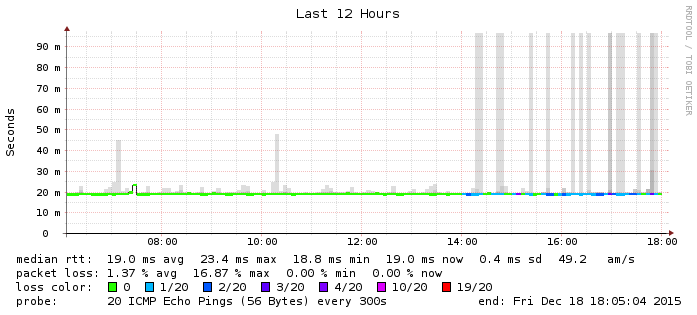 Last 12 Hours
RRDTOOL / TOBI OETIKER
Seconds
90 m
80 m
70 m
60 m
50 m
40 m
30 m
20 m
10 m
0
08:00 10:00 12:00 14:00 16:00 18:00
median rtt: 19.0 ms avg 23.4 ms max 18.8 ms min 19.0 ms now 0.4 ms sd 49.2 am/s
packet loss: 1.37 % avg 16.87 % max 0.00 % min 0.00 % now
loss color: 0 1/20 2/20 3/20 4/20 10/20 19/20
probe: 20 ICMP Echo Pings (56 Bytes) every 300s end: Fri Dec 18 18:05:04 2015